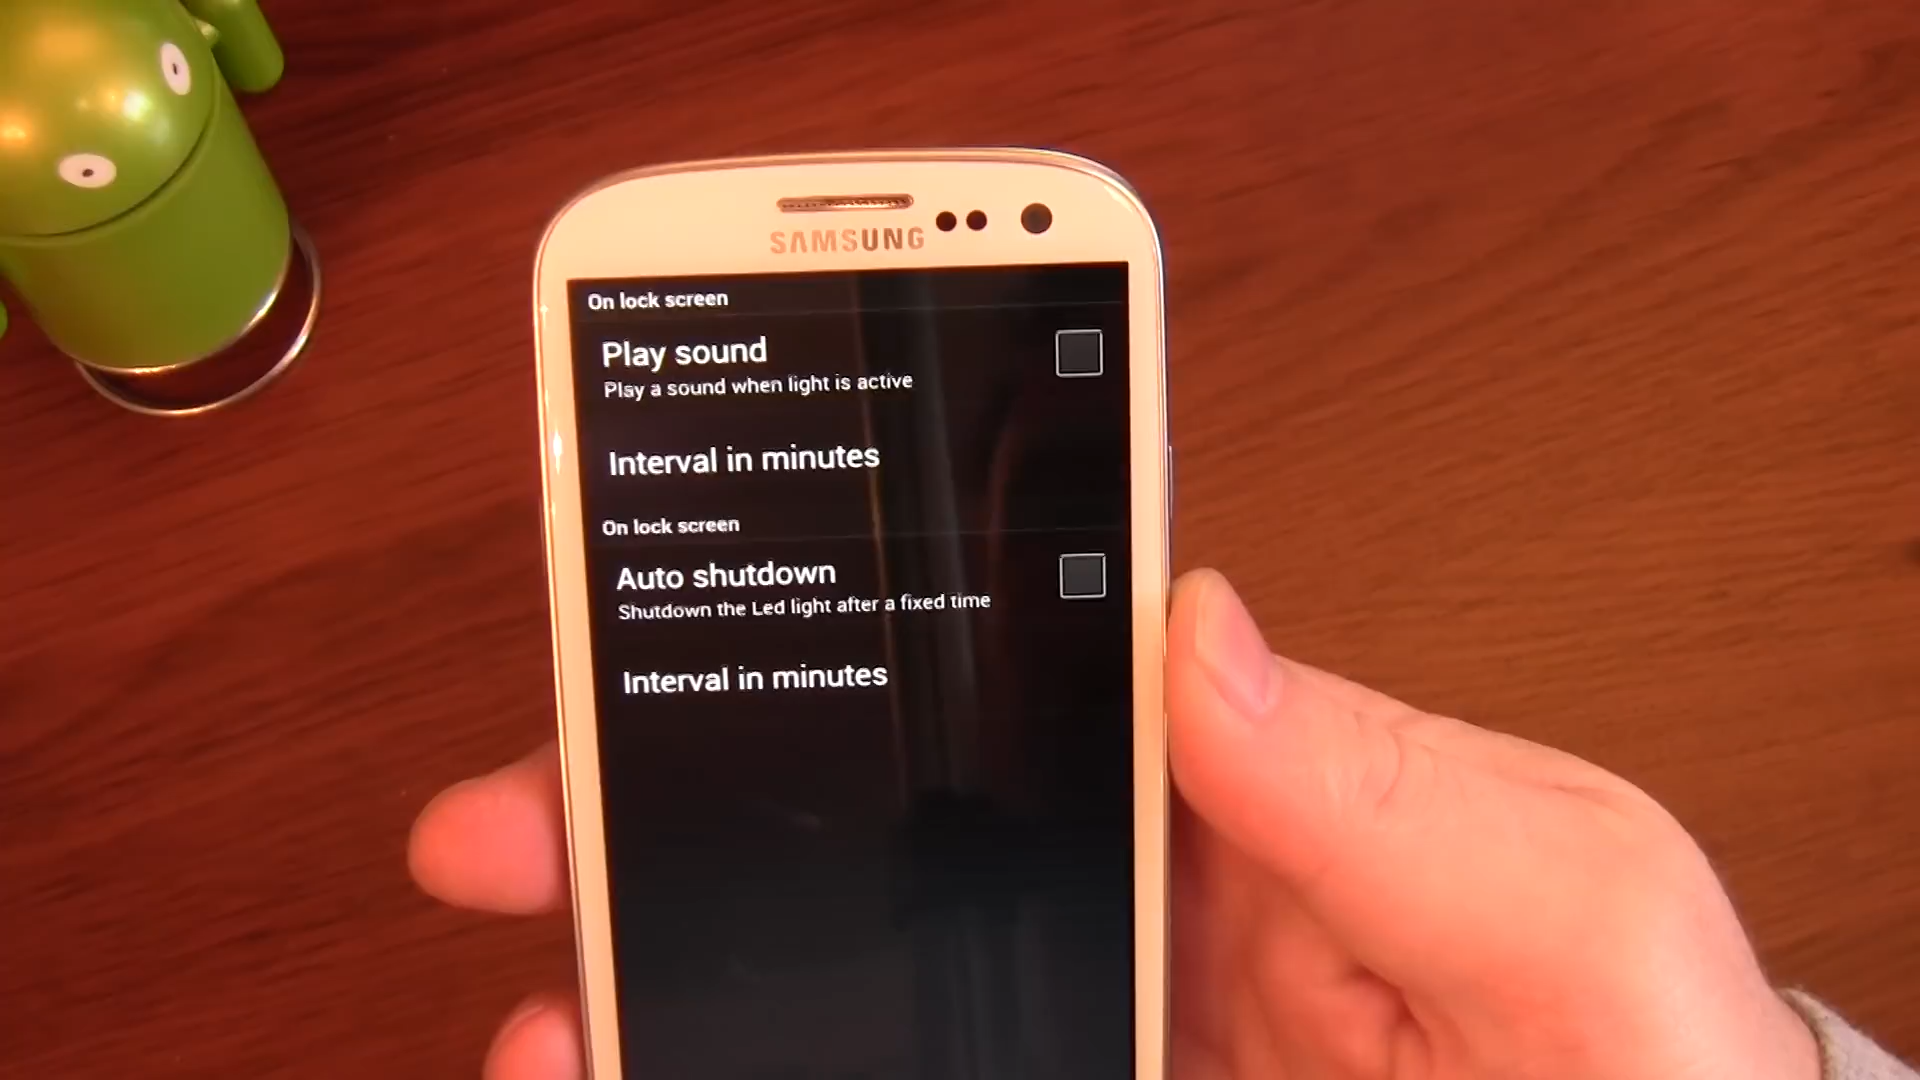 SAMSUNG
On lock screen
Play sound
Play a sound when light is active
Interval in minutes
On lock screen
Auto shutdown
Shutdown the Led light after a fixed time
Interval in minutes